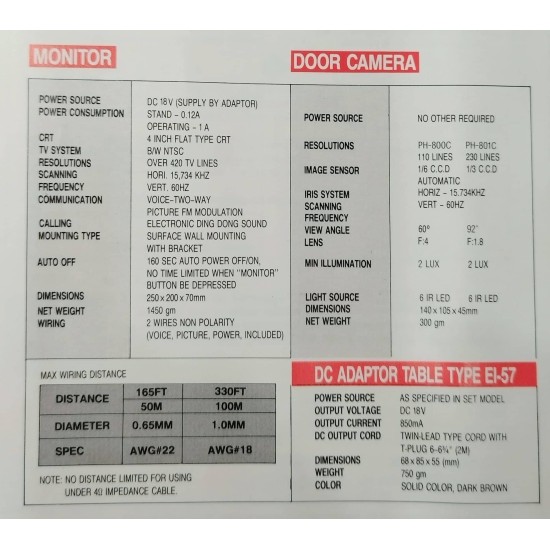 MONITOR
POWER SOURCE DC 18V (SUPPLY BY ADAPTOR)
POWER CONSUMPTION STAND - 0.12A
OPERATING - 1 A
CRT 4 INCH FLAT TYPE CRT
TV SYSTEM B/W NTSC
RESOLUTIONS OVER 420 TV LINES
SCANNING HORI. 15,734 KHZ
FREQUENCY VERT. 60HZ
COMMUNICATION VOICE-TWO-WAY
PICTURE FM MODULATION
CALLING ELECTRONIC DING DONG SOUND
MOUNTING TYPE SURFACE WALL MOUNTING
WITH BRACKET
AUTO OFF 160 SEC AUTO POWER OFF/ON,
NO TIME LIMITED WHEN "MONITOR"
BUTTON BE DEPRESSED
DIMENSIONS 250 x 200 x 70mm
NET WEIGHT 1450 gm
WIRING 2 WIRES NON POLARITY
(VOICE, PICTURE, POWER, INCLUDED)
DOOR CAMERA
POWER SOURCE NO OTHER REQUIRED
RESOLUTIONS PH-800C PH-801C
110 LINES 230 LINES
IMAGE SENSOR 1/6 C.C.D 1/3 C.C.D
AUTOMATIC
IRIS SYSTEM HORIZ - 15.734KHZ
SCANNING VERT - 60HZ
FREQUENCY
VIEW ANGLE 60° 92°
LENS F:4 F:1.8
MIN ILLUMINATION 2 LUX 2 LUX
LIGHT SOURCE 6 IR LED 6 IR LED
DIMENSIONS 140 x 105 x 45mm
NET WEIGHT 300 gm
MAX WIRING DISTANCE
DISTANCE 165FT 330FT
50M 100M
DIAMETER 0.65MM 1.0MM
SPEC AWG#22 AWG#18
NOTE: NO DISTANCE LIMITED FOR USING
UNDER 4Ω IMPEDANCE CABLE.
DC ADAPTOR TABLE TYPE EI-57
POWER SOURCE AS SPECIFIED IN SET MODEL
OUTPUT VOLTAGE DC 18V
OUTPUT CURRENT 850mA
DC OUTPUT CORD TWIN-LEAD TYPE CORD WITH
T-PLUG 6-6¾" (2M)
DIMENSIONS 68 x 85 x 55 (mm)
WEIGHT 750 gm
COLOR SOLID COLOR, DARK BROWN